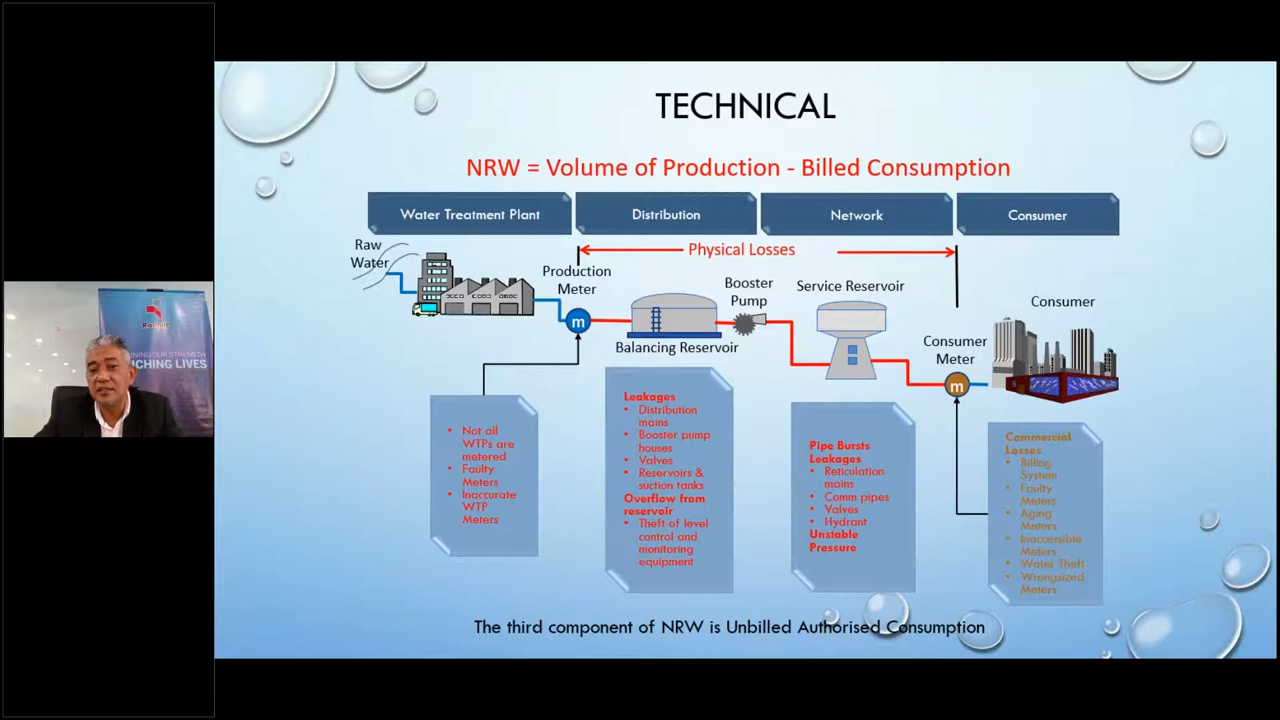 TECHNICAL
NRW = Volume of Production - Billed Consumption
Water Treatment Plant
Distribution
Network
Consumer
Raw
Water
Physical Losses
Production
Meter
m
Booster
Pump
Service Reservoir
Consumer
Balancing Reservoir
Consumer
Meter
m
• Not all
WTPs are
metered
• Faulty
Meters
• Inaccurate
WTP
Meters
Leakages
• Distribution
mains
• Booster pump
houses
• Valves
• Reservoirs &
suction tanks
Overflow from
reservoir
• Theft of level
control and
monitoring
equipment
Pipe Bursts
Leakages
• Reticulation
mains
• Comm pipes
• Valves
• Hydrant
Unstable
Pressure
Commercial
Losses
• Billing
System
• Faulty
Meters
• Aging
Meters
• Inaccessible
Meters
• Water Theft
• Wrongsized
Meters
The third component of NRW is Unbilled Authorised Consumption
OUR STRENGTH
CHING LIVES